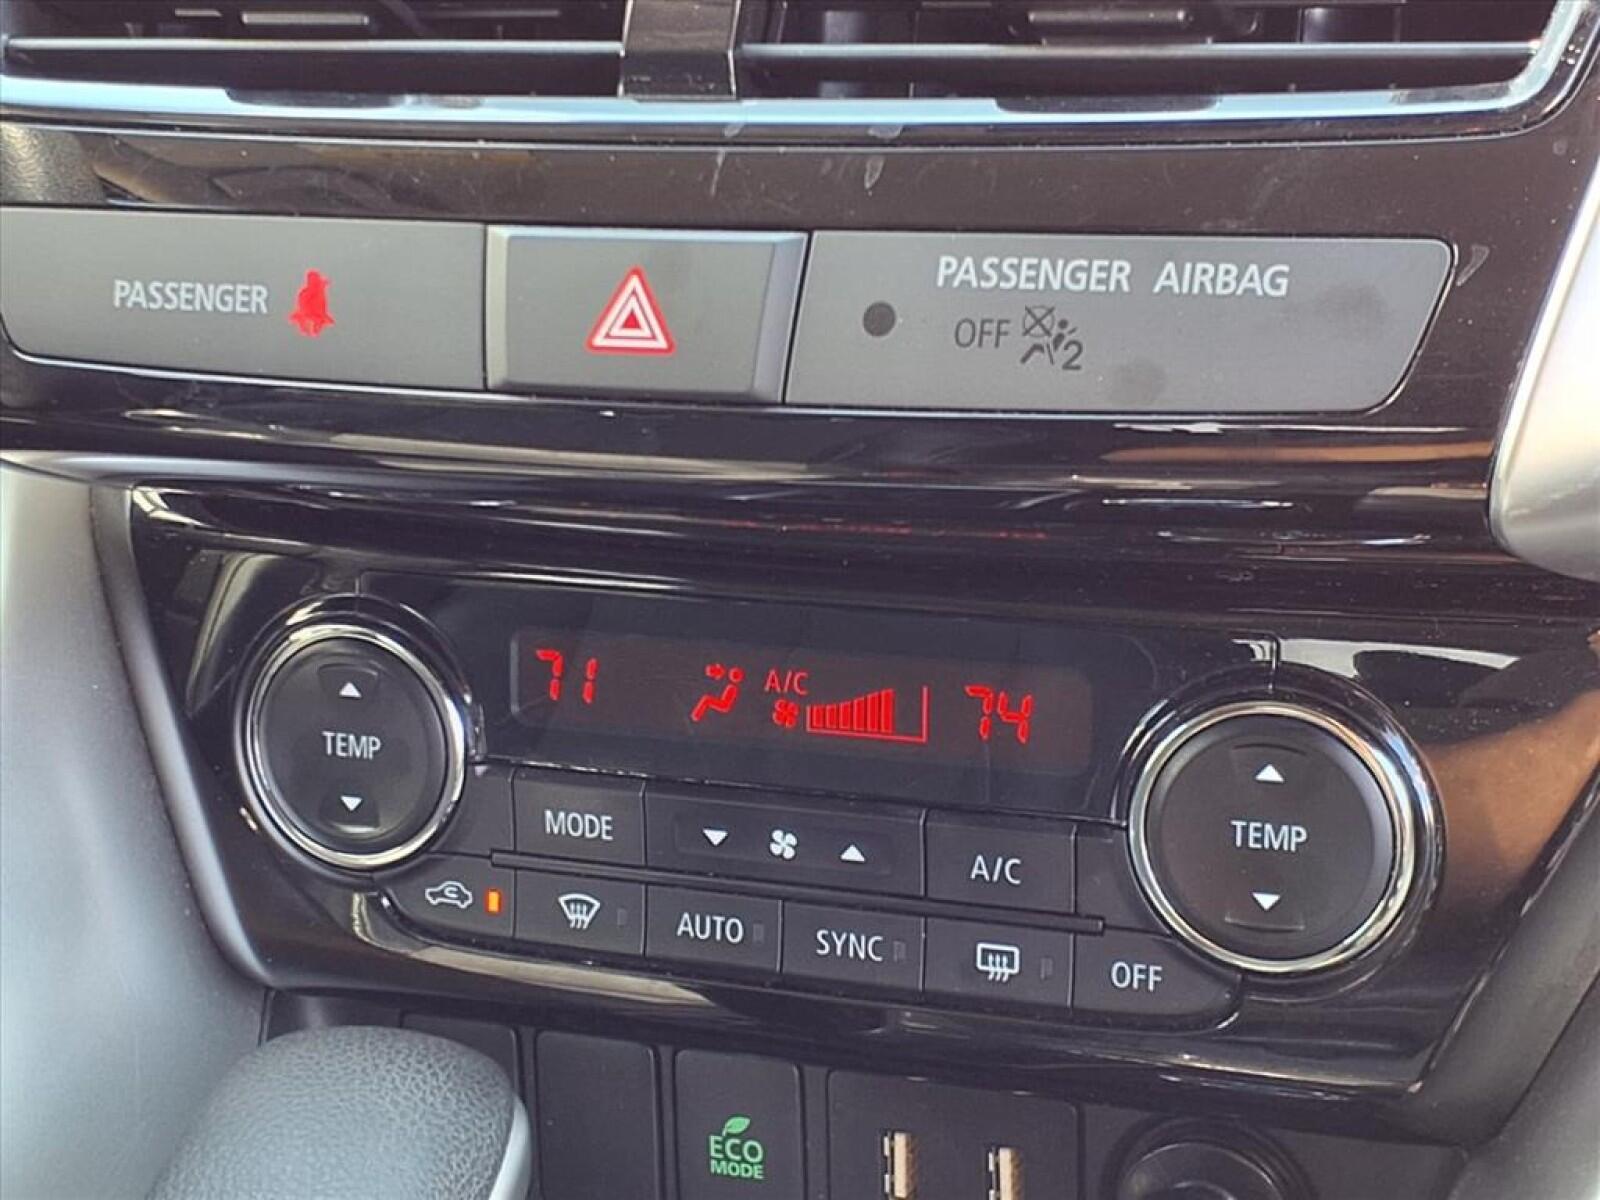 PASSENGER
PASSENGER AIRBAG
OFF 2
71 A/C 74
TEMP
TEMP
MODE
A/C
AUTO
SYNC
OFF
ECO
MODE